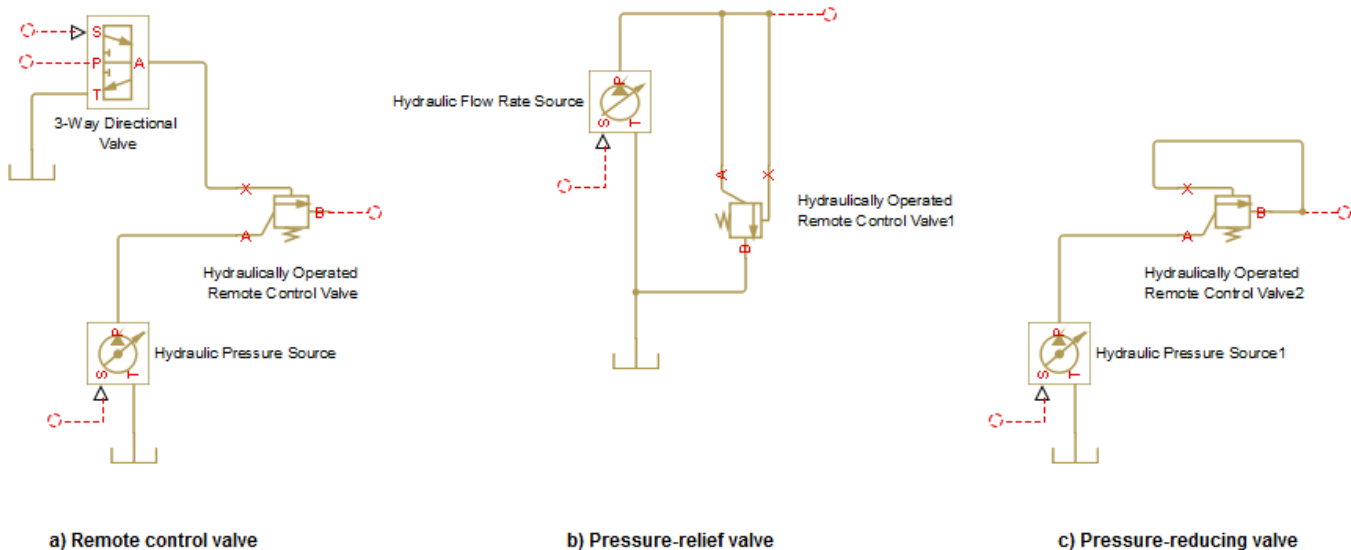 S
P
A
T
3-Way Directional
Valve
X
B
A
Hydraulically Operated
Remote Control Valve
P
Hydraulic Pressure Source
S
T
a) Remote control valve
P
Hydraulic Flow Rate Source
S
T
A
X
Hydraulically Operated
Remote Control Valve1
B
b) Pressure-relief valve
X
B
A
Hydraulically Operated
Remote Control Valve2
P
Hydraulic Pressure Source1
S
T
c) Pressure-reducing valve